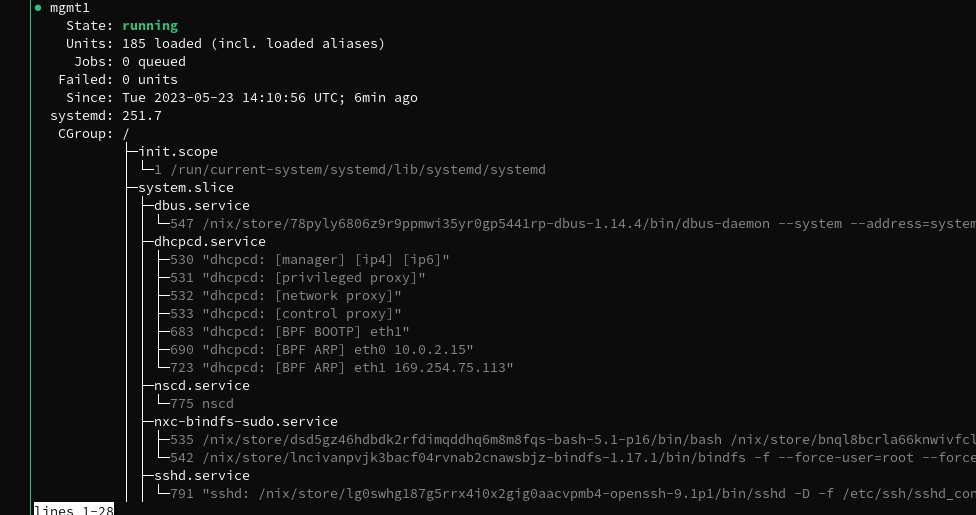 ● mgmt1
State: running
Units: 185 loaded (incl. loaded aliases)
Jobs: 0 queued
Failed: 0 units
Since: Tue 2023-05-23 14:10:56 UTC; 6min ago
systemd: 251.7
CGroup: /
├─init.scope
│ └─1 /run/current-system/systemd/lib/systemd/systemd
└─system.slice
├─dbus.service
│ └─547 /nix/store/78pyly6806z9r9ppmwi35yr0gp5441rp-dbus-1.14.4/bin/dbus-daemon --system --address=system
├─dhcpcd.service
│ ├─530 "dhcpcd: [manager] [ip4] [ip6]"
│ ├─531 "dhcpcd: [privileged proxy]"
│ ├─532 "dhcpcd: [network proxy]"
│ ├─533 "dhcpcd: [control proxy]"
│ ├─683 "dhcpcd: [BPF BOOTP] eth1"
│ ├─690 "dhcpcd: [BPF ARP] eth0 10.0.2.15"
│ └─723 "dhcpcd: [BPF ARP] eth1 169.254.75.113"
├─nscd.service
│ └─775 nscd
├─nxc-bindfs-sudo.service
│ ├─535 /nix/store/dsd5gz46hdbdk2rfdimqddhq6m8m8fqs-bash-5.1-p16/bin/bash /nix/store/bnql8bcrla66knwivfcl
│ └─542 /nix/store/lncivanpvjk3bacf04rvnab2cnawsbjz-bindfs-1.17.1/bin/bindfs -f --force-user=root --force
├─sshd.service
│ └─791 "sshd: /nix/store/lg0swhg187g5rrx4i0x2gig0aacvpmb4-openssh-9.1p1/bin/sshd -D -f /etc/ssh/sshd_con
lines 1-28